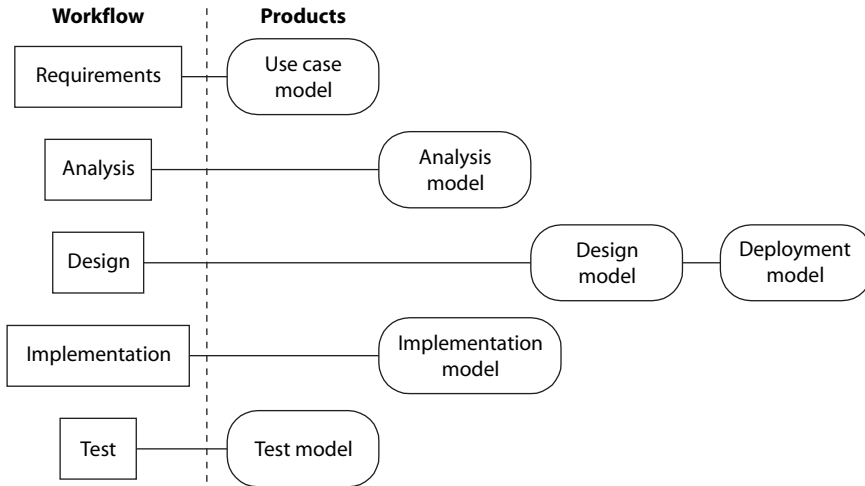 Workflow Products
Requirements
Use case
model
Analysis
Analysis
model
Design
Design
model
Deployment
model
Implementation
Implementation
model
Test
Test model